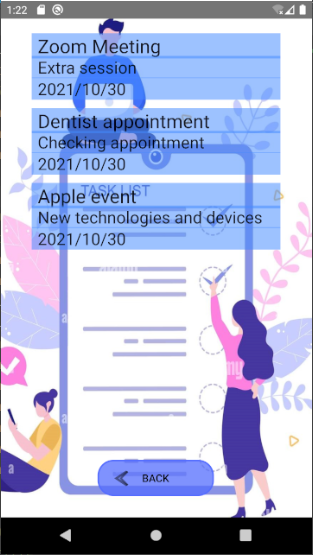 1:22
Zoom Meeting
Extra session
2021/10/30
Dentist appointment
Checking appointment
2021/10/30
TASK LIST
Apple event
New technologies and devices
2021/10/30
a
a
BACK